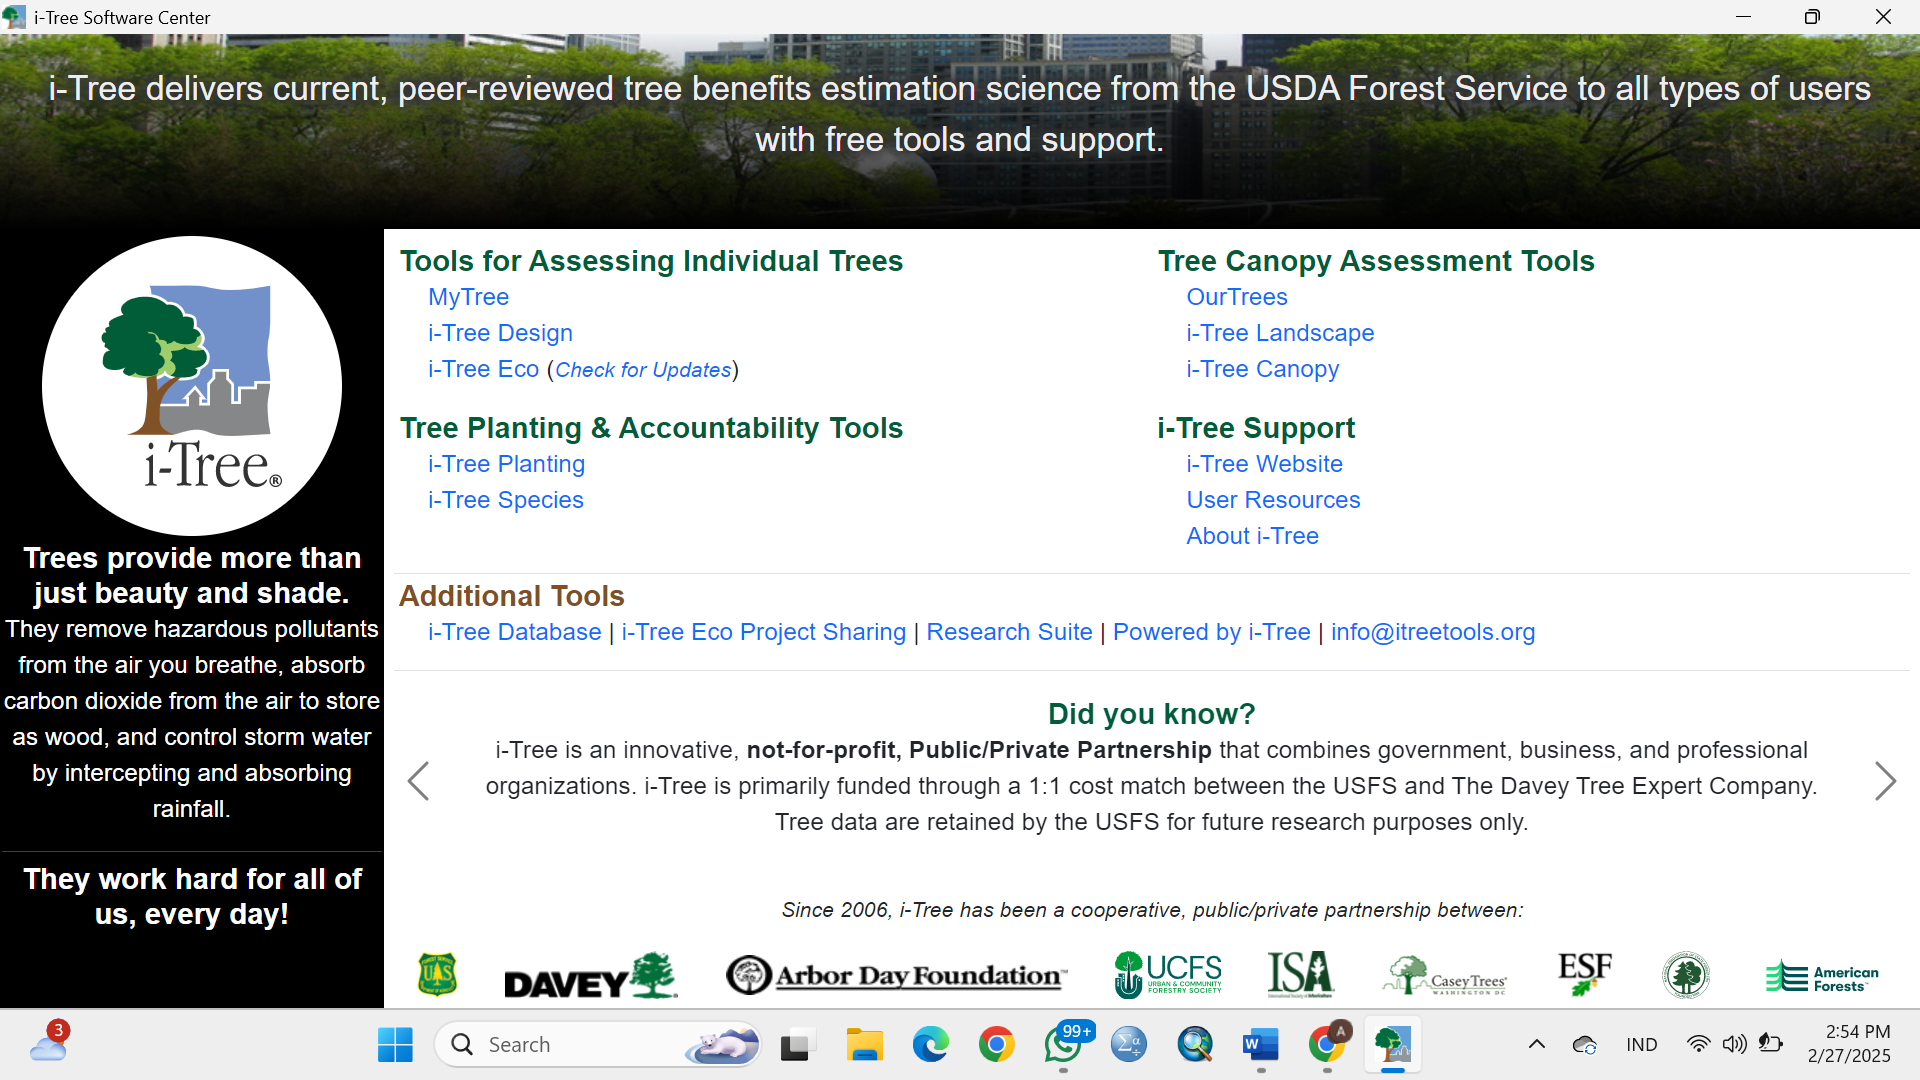 i-Tree Software Center
i-Tree delivers current, peer-reviewed tree benefits estimation science from the USDA Forest Service to all types of users
with free tools and support.
i-Tree®
Trees provide more than
just beauty and shade.
They remove hazardous pollutants
from the air you breathe, absorb
carbon dioxide from the air to store
as wood, and control storm water
by intercepting and absorbing
rainfall.
They work hard for all of
us, every day!
Tools for Assessing Individual Trees
MyTree
i-Tree Design
i-Tree Eco (Check for Updates)
Tree Canopy Assessment Tools
OurTrees
i-Tree Landscape
i-Tree Canopy
Tree Planting & Accountability Tools
i-Tree Planting
i-Tree Species
i-Tree Support
i-Tree Website
User Resources
About i-Tree
Additional Tools
i-Tree Database | i-Tree Eco Project Sharing | Research Suite | Powered by i-Tree | info@itreetools.org
Did you know?
i-Tree is an innovative, not-for-profit, Public/Private Partnership that combines government, business, and professional
organizations. i-Tree is primarily funded through a 1:1 cost match between the USFS and The Davey Tree Expert Company.
Tree data are retained by the USFS for future research purposes only.
Since 2006, i-Tree has been a cooperative, public/private partnership between:
UAS
DAVEY
Arbor Day Foundation™
UCFS
URBAN & COMMUNITY
FORESTRY SOCIETY
ISA
Casey Trees
WASHINGTON DC
ESF
American
Forests™
3
Search
99+
Σα
W
A
IND
2:54 PM
2/27/2025